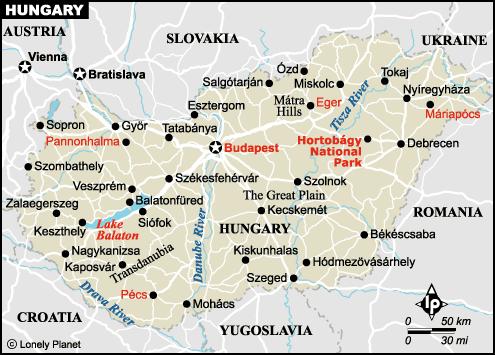 HUNGARY
AUSTRIA
SLOVAKIA
UKRAINE
Vienna
Bratislava
Ózd
Salgótarján
Miskolc
Tokaj
Nyíregyháza
Esztergom
Mátra
Hills
Eger
Tisza River
Máriapócs
Sopron
Győr
Pannonhalma
Tatabánya
Budapest
Hortobágy
National
Park
Debrecen
Szombathely
Székesfehérvár
Veszprém
Szolnok
Zalaegerszeg
Balatonfüred
The Great Plain
Kecskemét
Siófok
ROMANIA
Keszthely
Lake
Balaton
Danube River
HUNGARY
Békéscsaba
Nagykanizsa
Transdanubia
Kiskunhalas
Kaposvár
Hódmezővásárhely
Szeged
Drava River
Pécs
Mohács
CROATIA
YUGOSLAVIA
lp
0 50 km
0 30 mi
© Lonely Planet